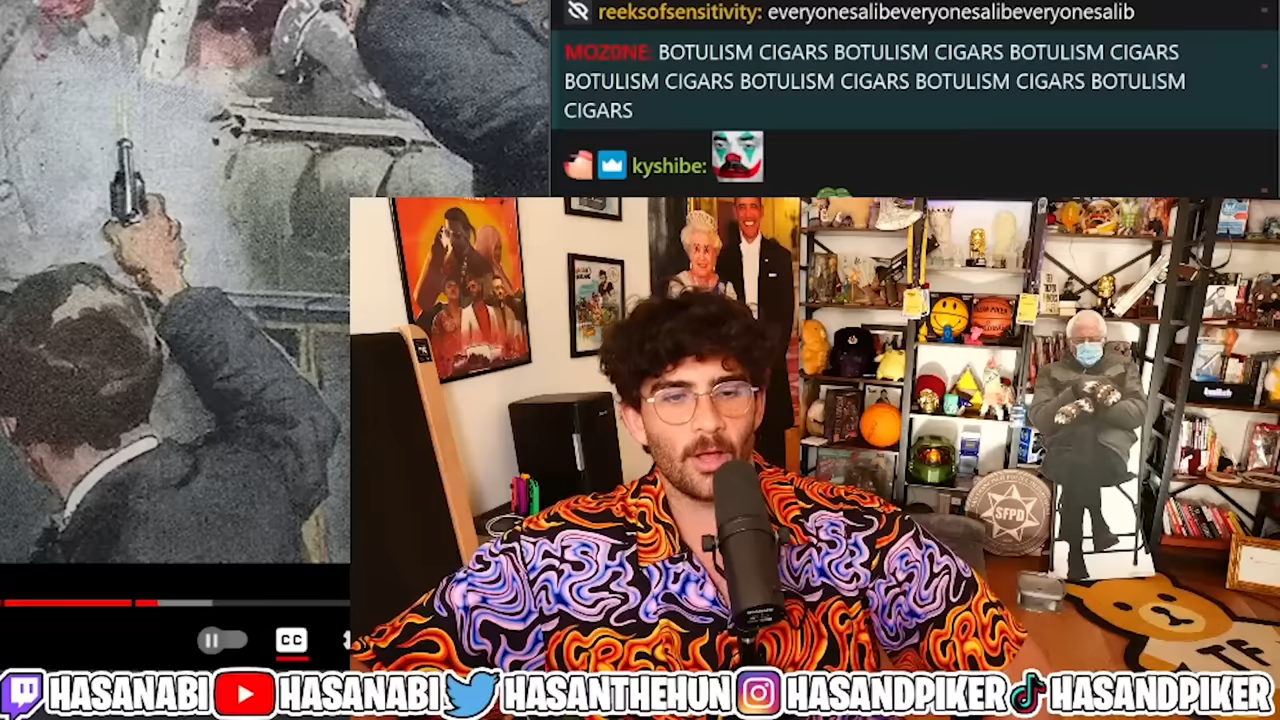 reeksofsensitivity: everyonesalibeveryonesalibeveryonesalib
MOZ0NE: BOTULISM CIGARS BOTULISM CIGARS BOTULISM CIGARS
BOTULISM CIGARS BOTULISM CIGARS BOTULISM CIGARS BOTULISM
CIGARS
kyshibe:
SFPD
TF
CC
HASANABI HASANABI HASANTHEHUN HASANDPIKER HASANDPIKER